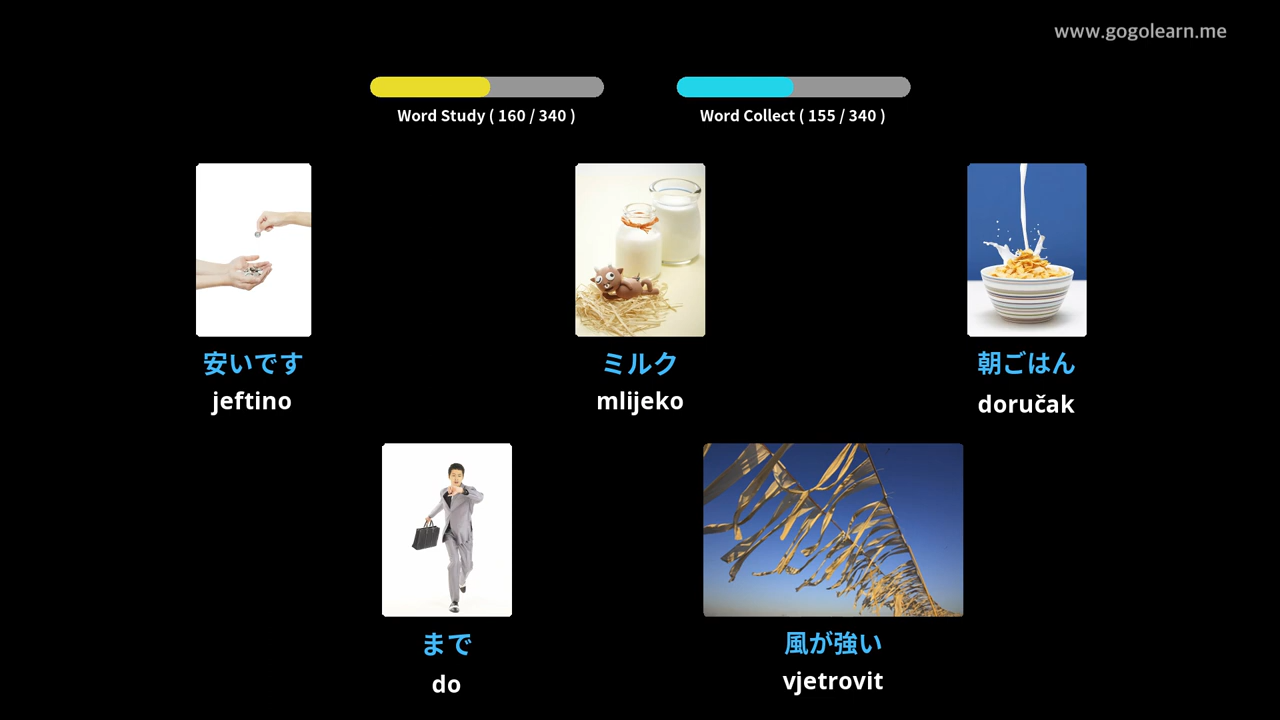 www.gogolearn.me
Word Study ( 160 / 340 )
Word Collect ( 155 / 340 )
安いです
jeftino
ミルク
mlijeko
朝ごはん
doručak
まで
do
風が強い
vjetrovit